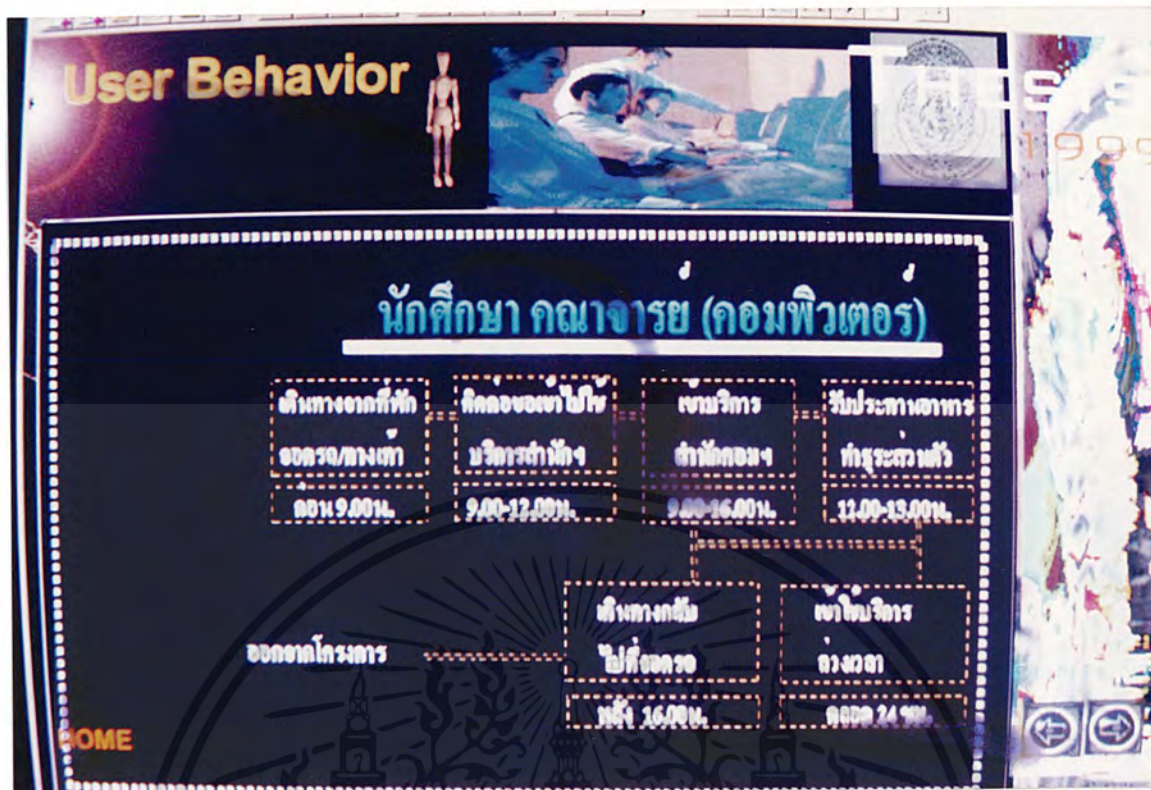 User Behavior
Thesis
1999
นักศึกษา คณาจารย์ (คอมพิวเตอร์)
เดินทางจากที่พัก
จอดรถ/ทางเท้า
ก่อน 9.00น.
ติดต่อขอเข้าไปใช้
บริการสำนักฯ
9.00-12.00น.
เข้าบริการ
สำนักคอมฯ
9.00-16.00น.
รับประทานอาหาร
ทำธุระส่วนตัว
11.00-13.00น.
เดินทางกลับ
ไปที่จอดรถ
หลัง 16.00น.
เข้าใช้บริการ
ล่วงเวลา
ตลอด 24 ชม.
ออกจากโครงการ
HOME